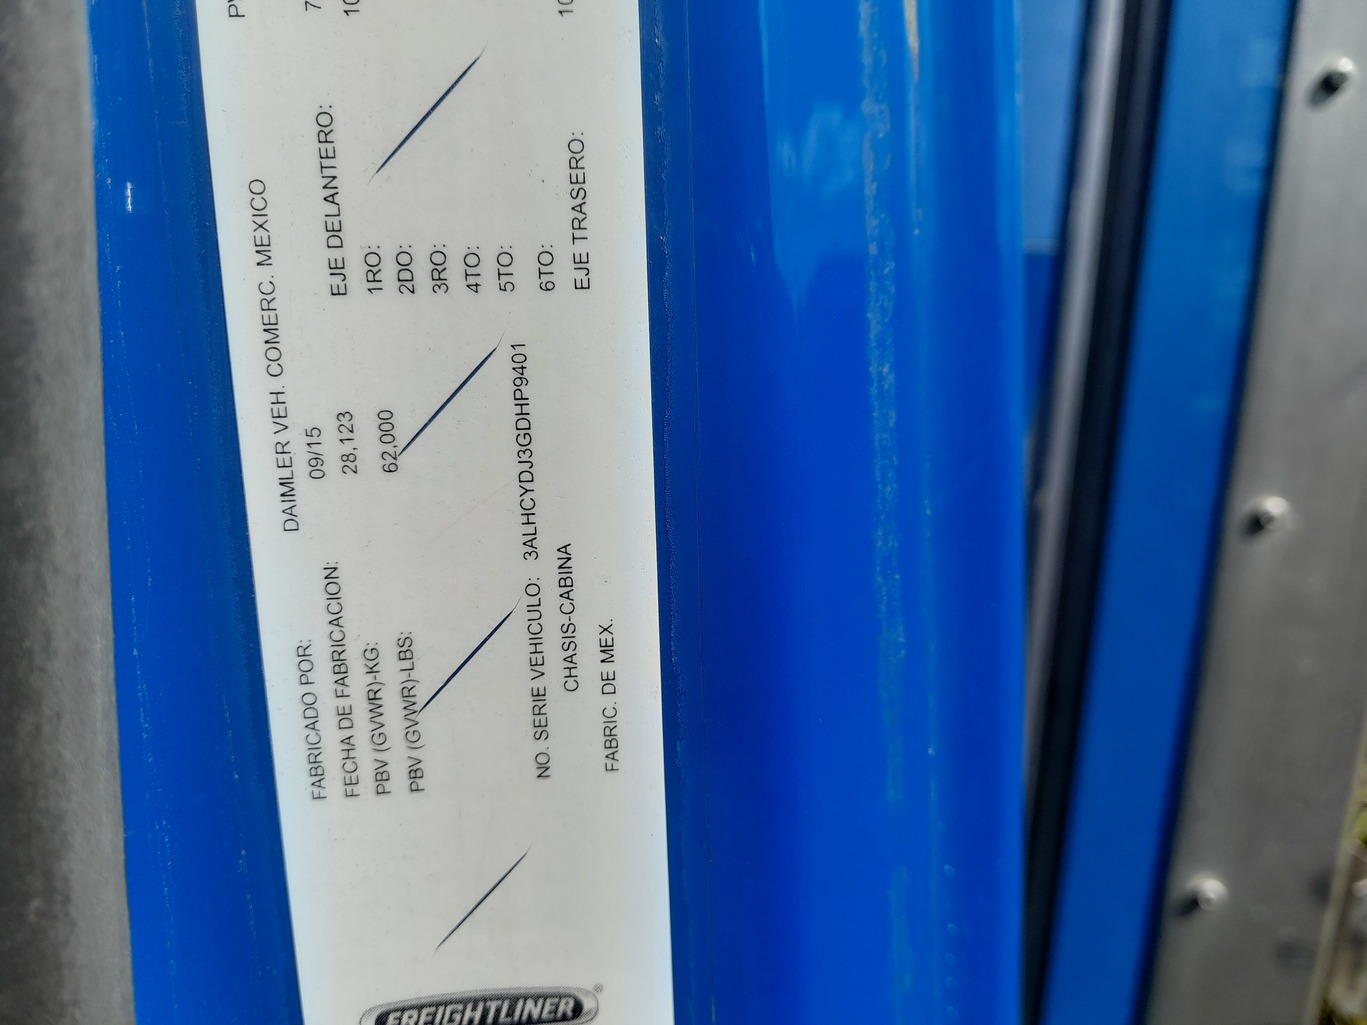 FREIGHTLINER®
FABRICADO POR: DAIMLER VEH. COMERC. MEXICO
FECHA DE FABRICACION: 09/15
PBV (GVWR)-KG: 28,123
PBV (GVWR)-LBS: 62,000
NO. SERIE VEHICULO: 3ALHCYDJ3GDHP9401
CHASIS-CABINA
FABRIC. DE MEX.
EJE DELANTERO:
1RO:
2DO:
3RO:
4TO:
5TO:
6TO:
EJE TRASERO: